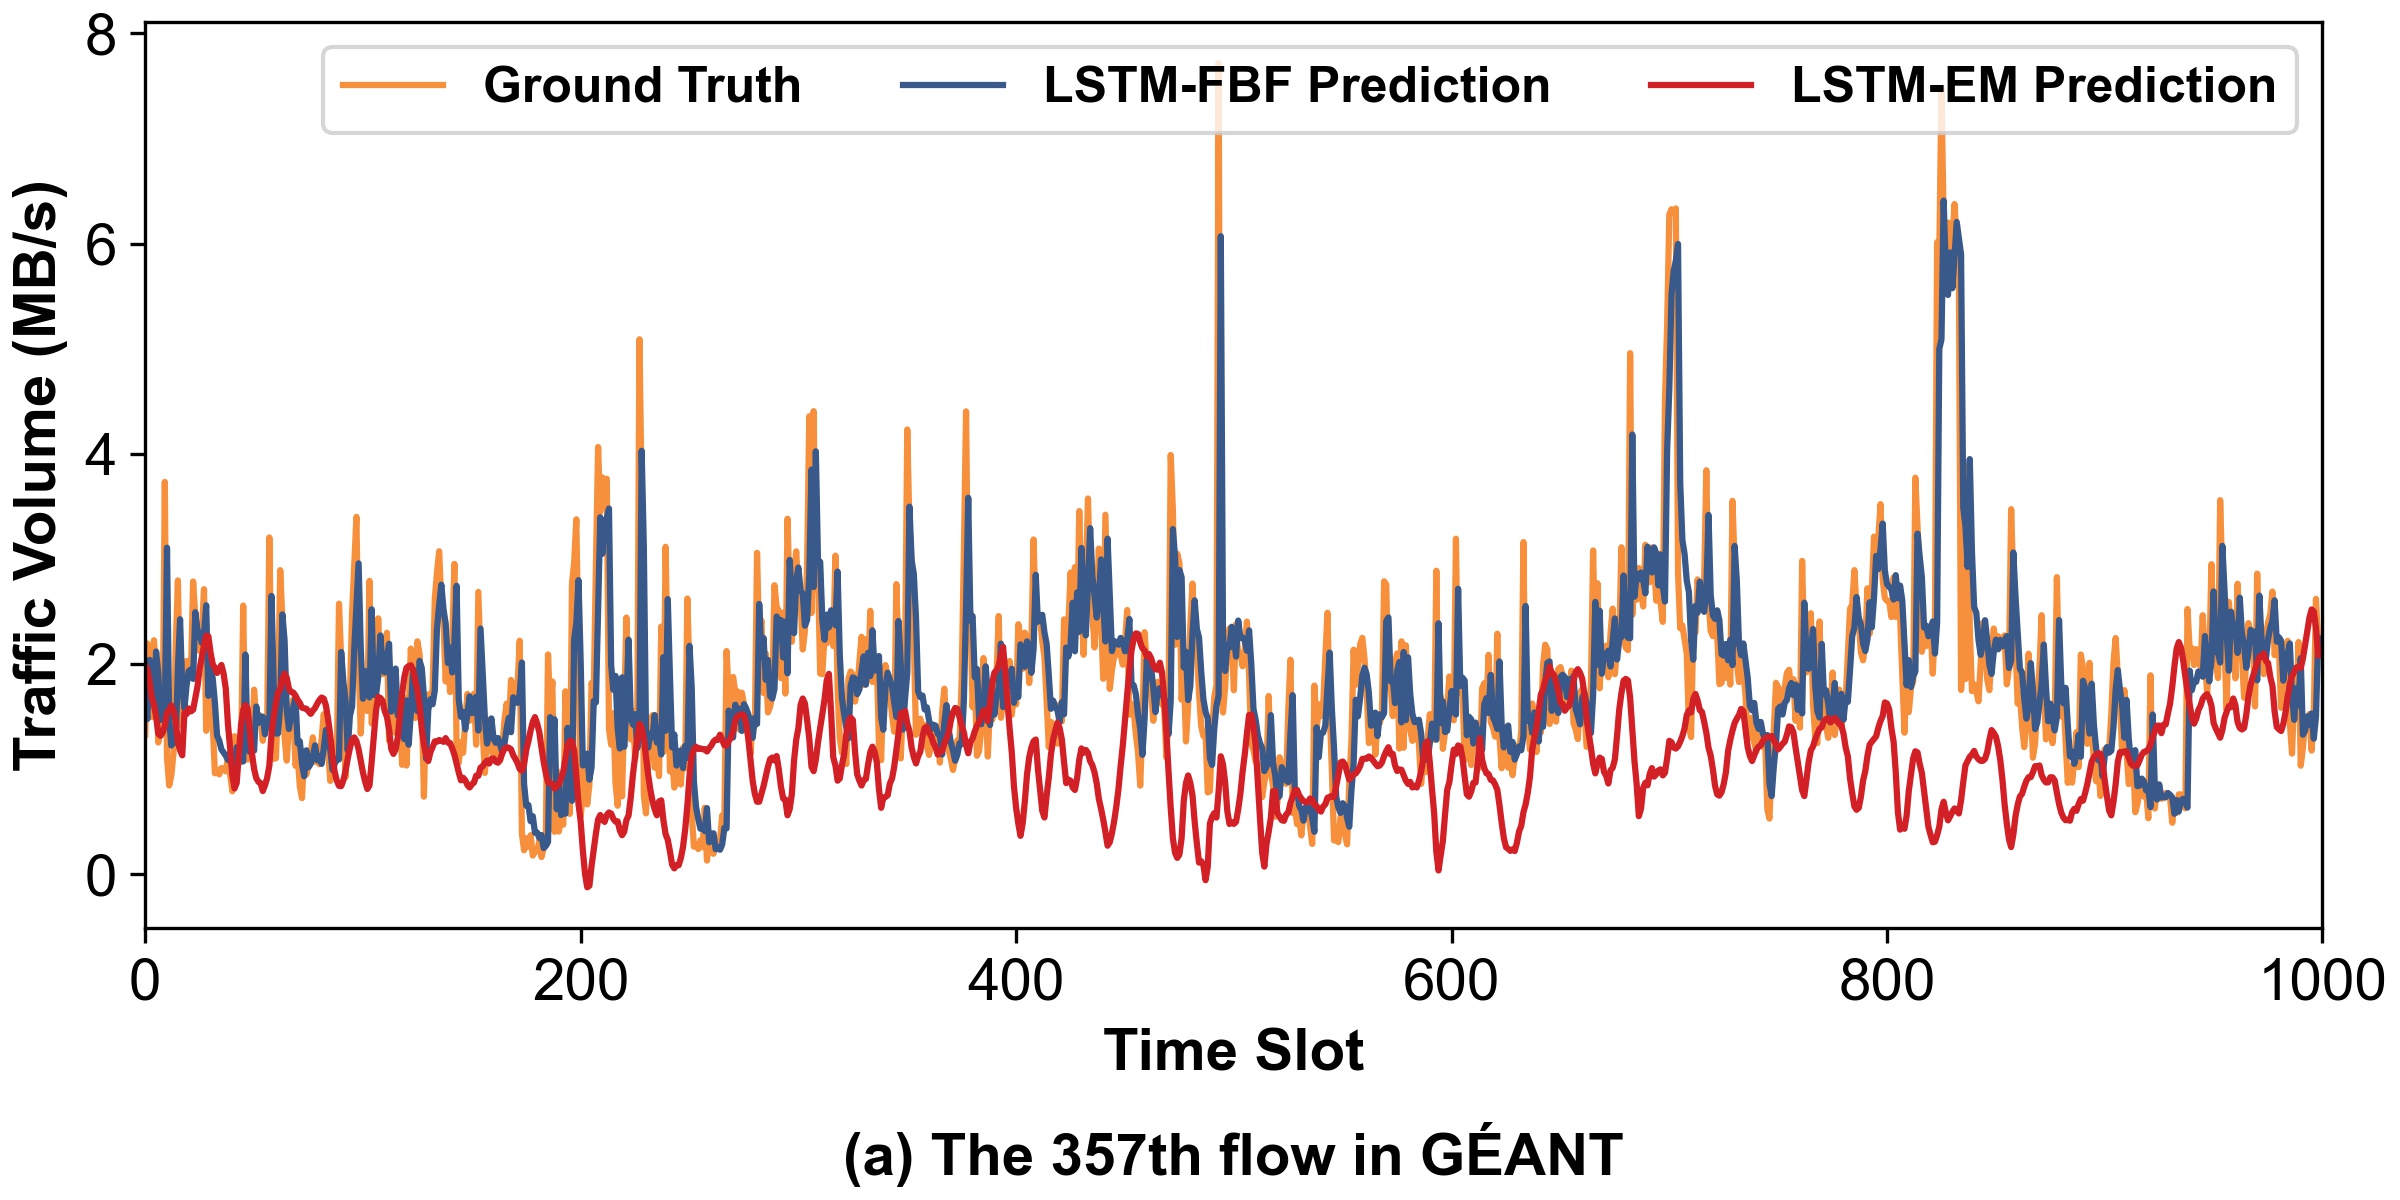 8
Ground Truth LSTM-FBF Prediction LSTM-EM Prediction
6
4
2
0
Traffic Volume (MB/s)
0 200 400 600 800 1000
Time Slot
(a) The 357th flow in GÉANT